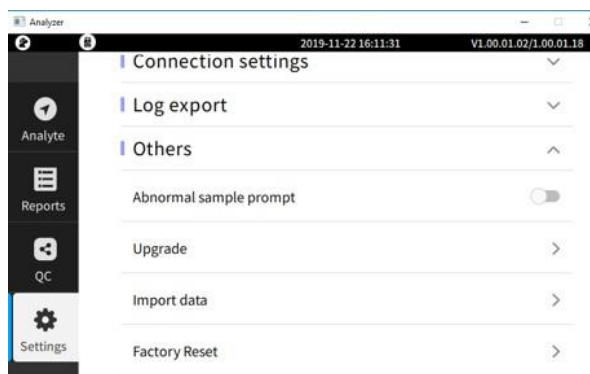 Analyzer
2019-11-22 16:11:31 V1.00.01.02/1.00.01.18
Connection settings
Log export
Analyte
Others
Abnormal sample prompt
Reports
Upgrade
QC
Import data
Settings
Factory Reset